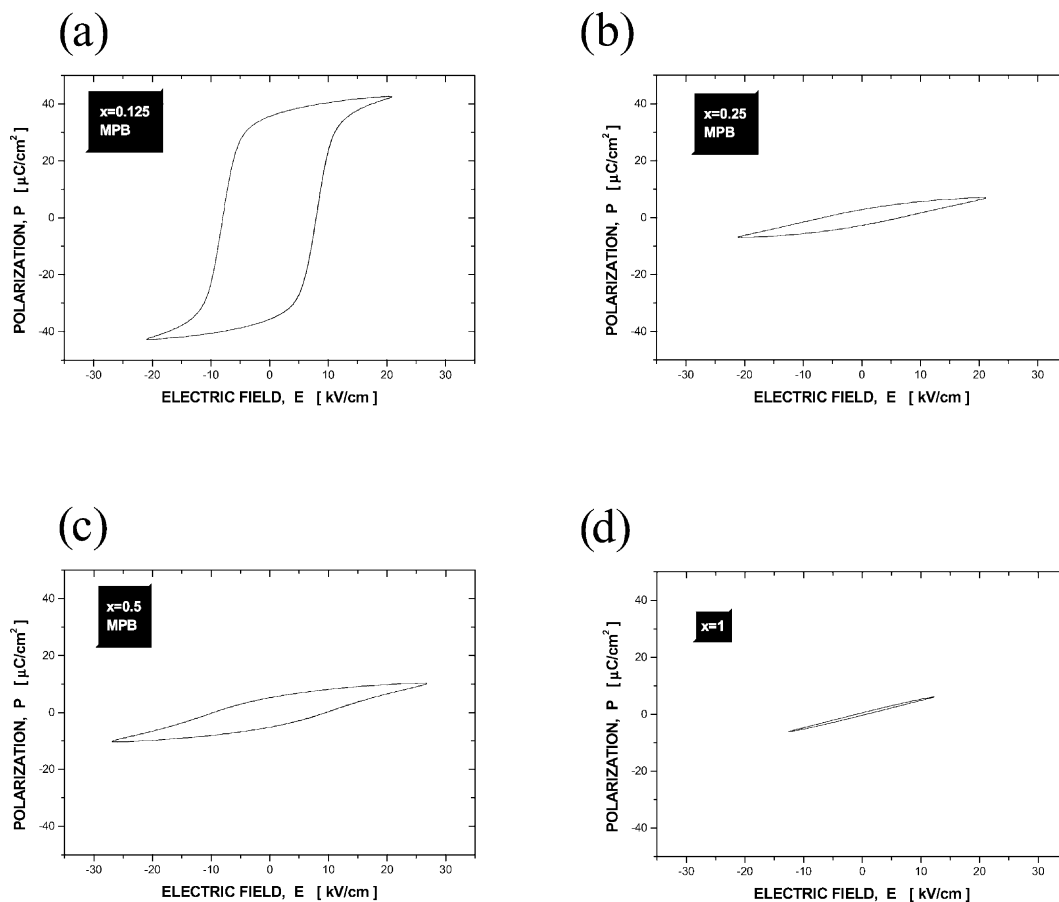 (a)
x=0.125
MPB
POLARIZATION, P [ μC/cm²]
40
20
0
-20
-40
-30 -20 -10 0 10 20 30
ELECTRIC FIELD, E [ kV/cm ]
(b)
x=0.25
MPB
POLARIZATION, P [ μC/cm²]
40
20
0
-20
-40
-30 -20 -10 0 10 20 30
ELECTRIC FIELD, E [ kV/cm ]
(c)
x=0.5
MPB
POLARIZATION, P [ μC/cm²]
40
20
0
-20
-40
-30 -20 -10 0 10 20 30
ELECTRIC FIELD, E [ kV/cm ]
(d)
x=1
POLARIZATION, P [ μC/cm²]
40
20
0
-20
-40
-30 -20 -10 0 10 20 30
ELECTRIC FIELD, E [ kV/cm ]